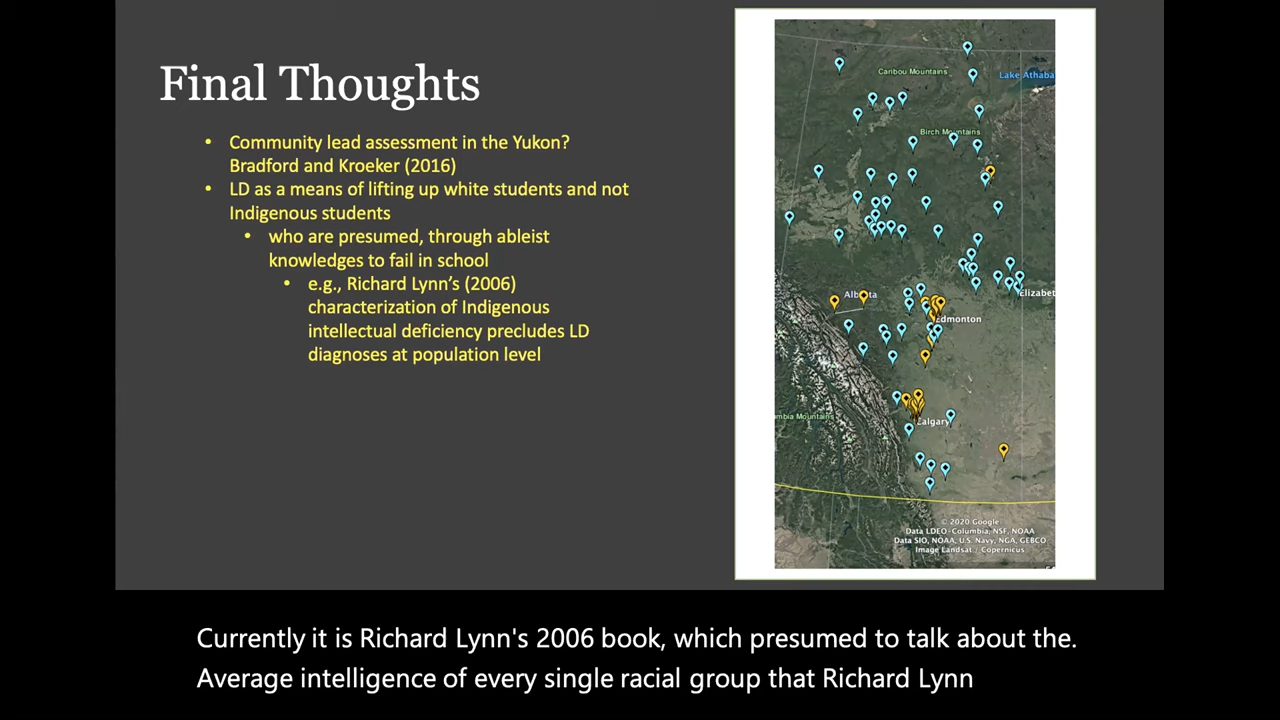 Final Thoughts
• Community lead assessment in the Yukon?
Bradford and Kroeker (2016)
• LD as a means of lifting up white students and not
Indigenous students
• who are presumed, through ableist
knowledges to fail in school
• e.g., Richard Lynn’s (2006)
characterization of Indigenous
intellectual deficiency precludes LD
diagnoses at population level
Caribou Mountains
Lake Athaba
Birch Mountains
Alberta
Elizabet
Edmonton
mbia Mountains
Calgary
© 2020 Google
Data LDEO-Columbia, NSF, NOAA
Data SIO, NOAA, U.S. Navy, NGA, GEBCO
Image Landsat / Copernicus
Currently it is Richard Lynn's 2006 book, which presumed to talk about the.
Average intelligence of every single racial group that Richard Lynn